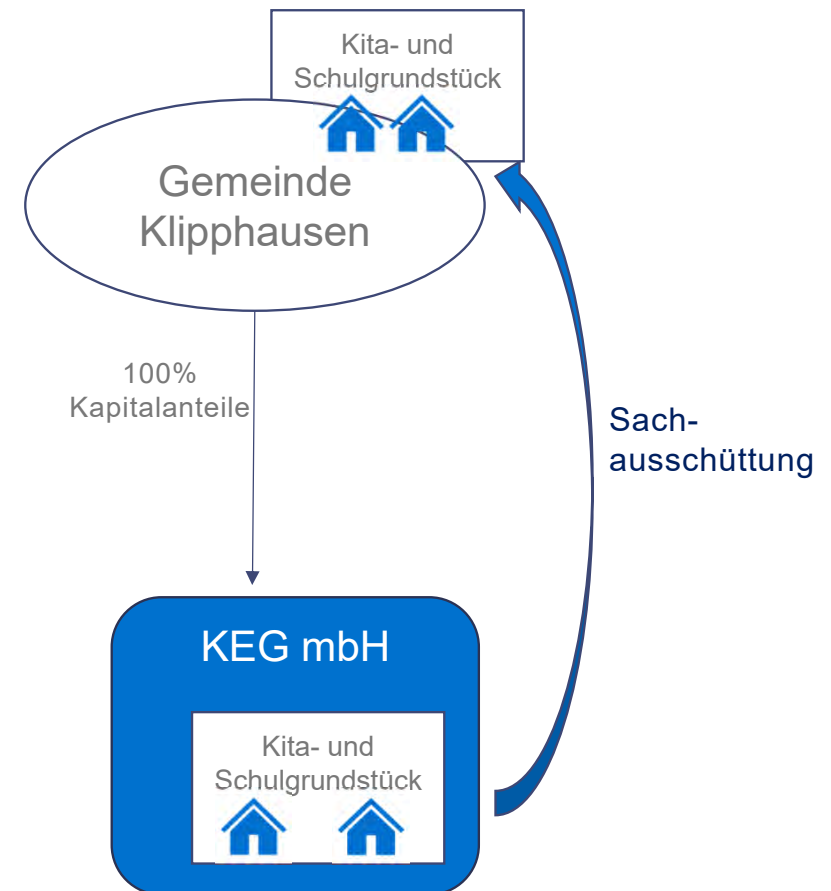 Kita- und
Schulgrundstück
Gemeinde
Klipphausen
100%
Kapitalanteile
Sach-
ausschüttung
KEG mbH
Kita- und
Schulgrundstück